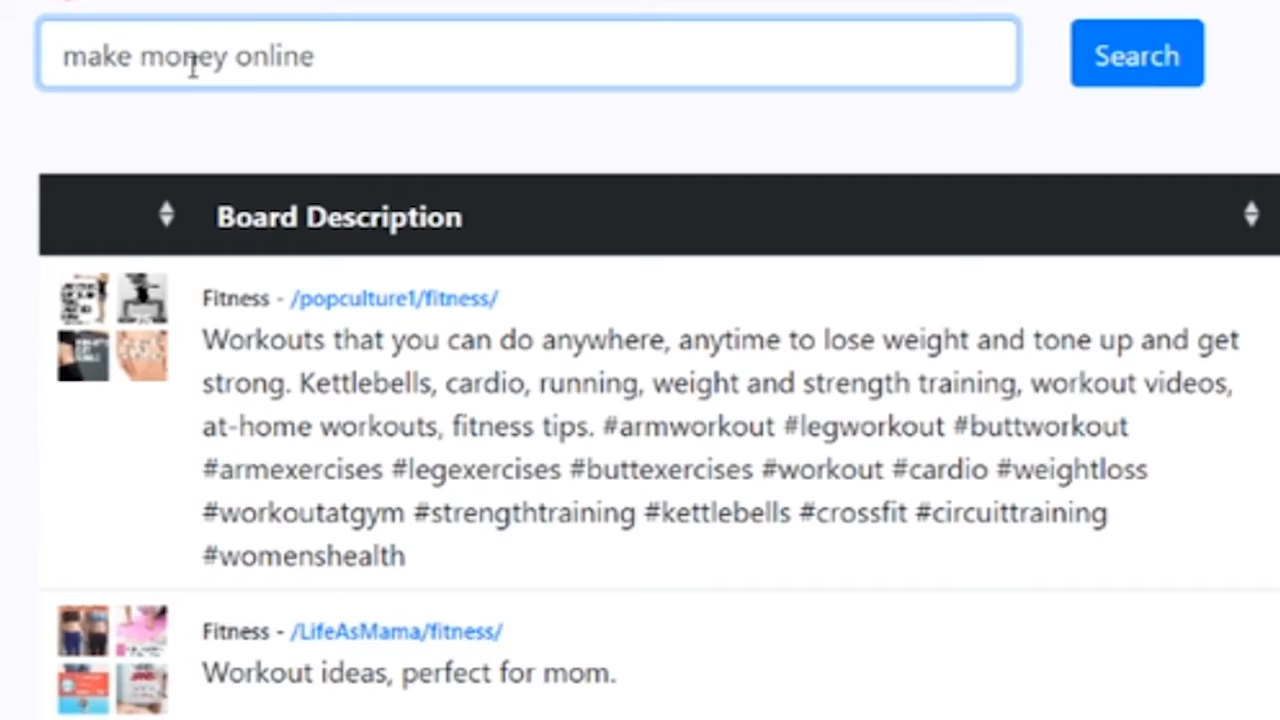 make money online
Search
Board Description
Fitness - /popculture1/fitness/
Workouts that you can do anywhere, anytime to lose weight and tone up and get
strong. Kettlebells, cardio, running, weight and strength training, workout videos,
at-home workouts, fitness tips. #armworkout #legworkout #buttworkout
#armexercises #legexercises #buttexercises #workout #cardio #weightloss
#workoutatgym #strengthtraining #kettlebells #crossfit #circuittraining
#womenshealth
Fitness - /LifeAsMama/fitness/
Workout ideas, perfect for mom.